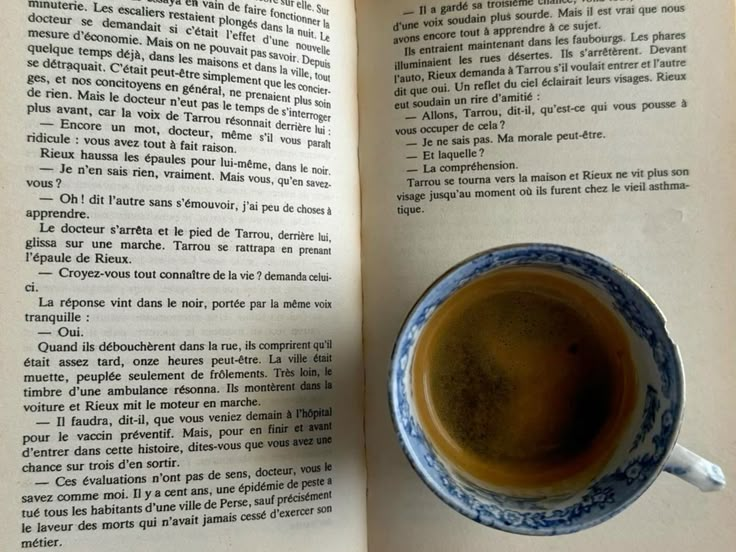 en vain de faire fonctionner la
minuterie. Les escaliers restaient plongés dans la nuit. Le
docteur se demandait si c'était l'effet d'une nouvelle
mesure d'économie. Mais on ne pouvait pas savoir. Depuis
quelque temps déjà, dans les maisons et dans la ville, tout
se détraquait. C'était peut-être simplement que les concier-
ges, et nos concitoyens en général, ne prenaient plus soin
de rien. Mais le docteur n'eut pas le temps de s'interroger
plus avant, car la voix de Tarrou résonnait derrière lui :
— Encore un mot, docteur, même s'il vous paraît
ridicule : vous avez tout à fait raison.
Rieux haussa les épaules pour lui-même, dans le noir.
— Je n'en sais rien, vraiment. Mais vous, qu'en savez-
vous ?
— Oh ! dit l'autre sans s'émouvoir, j'ai peu de choses à
apprendre.
Le docteur s'arrêta et le pied de Tarrou, derrière lui,
glissa sur une marche. Tarrou se rattrapa en prenant
l'épaule de Rieux.
— Croyez-vous tout connaître de la vie ? demanda celui-
ci.
La réponse vint dans le noir, portée par la même voix
tranquille :
— Oui.
Quand ils débouchèrent dans la rue, ils comprirent qu'il
était assez tard, onze heures peut-être. La ville était
muette, peuplée seulement de frôlements. Très loin, le
timbre d'une ambulance résonna. Ils montèrent dans la
voiture et Rieux mit le moteur en marche.
— Il faudra, dit-il, que vous veniez demain à l'hôpital
pour le vaccin préventif. Mais, pour en finir et avant
d'entrer dans cette histoire, dites-vous que vous avez une
chance sur trois d'en sortir.
— Ces évaluations n'ont pas de sens, docteur, vous le
savez comme moi. Il y a cent ans, une épidémie de peste a
tué tous les habitants d'une ville de Perse, sauf précisément
le laveur des morts qui n'avait jamais cessé d'exercer son
métier.
— Il a gardé sa troisième chance, voilà tout, dit Rieux
d'une voix soudain plus sourde. Mais il est vrai que nous
avons encore tout à apprendre à ce sujet.
Ils entraient maintenant dans les faubourgs. Les phares
illuminaient les rues désertes. Ils s'arrêtèrent. Devant
l'auto, Rieux demanda à Tarrou s'il voulait entrer et l'autre
dit que oui. Un reflet du ciel éclairait leurs visages. Rieux
eut soudain un rire d'amitié :
— Allons, Tarrou, dit-il, qu'est-ce qui vous pousse à
vous occuper de cela ?
— Je ne sais pas. Ma morale peut-être.
— Et laquelle ?
— La compréhension.
Tarrou se tourna vers la maison et Rieux ne vit plus son
visage jusqu'au moment où ils furent chez le vieil asthma-
tique.